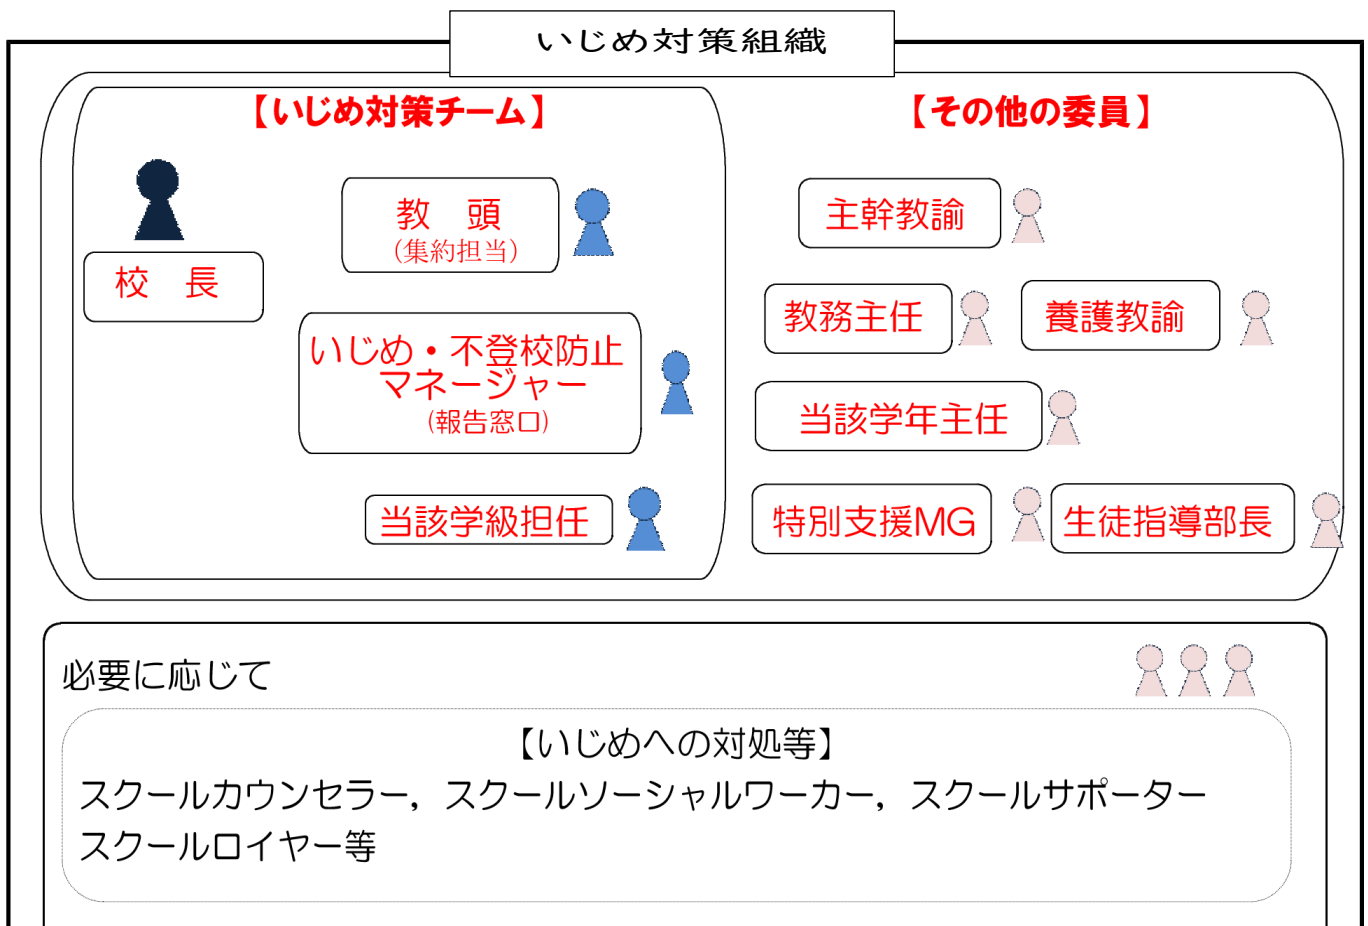 いじめ対策組織
【いじめ対策チーム】
校　長
教　頭
(集約担当)
いじめ・不登校防止
マネージャー
(報告窓口)
当該学級担任
【その他の委員】
主幹教諭
教務主任
養護教諭
当該学年主任
特別支援MG
生徒指導部長
必要に応じて
【いじめへの対処等】
スクールカウンセラー，スクールソーシャルワーカー，スクールサポーター
スクールロイヤー等